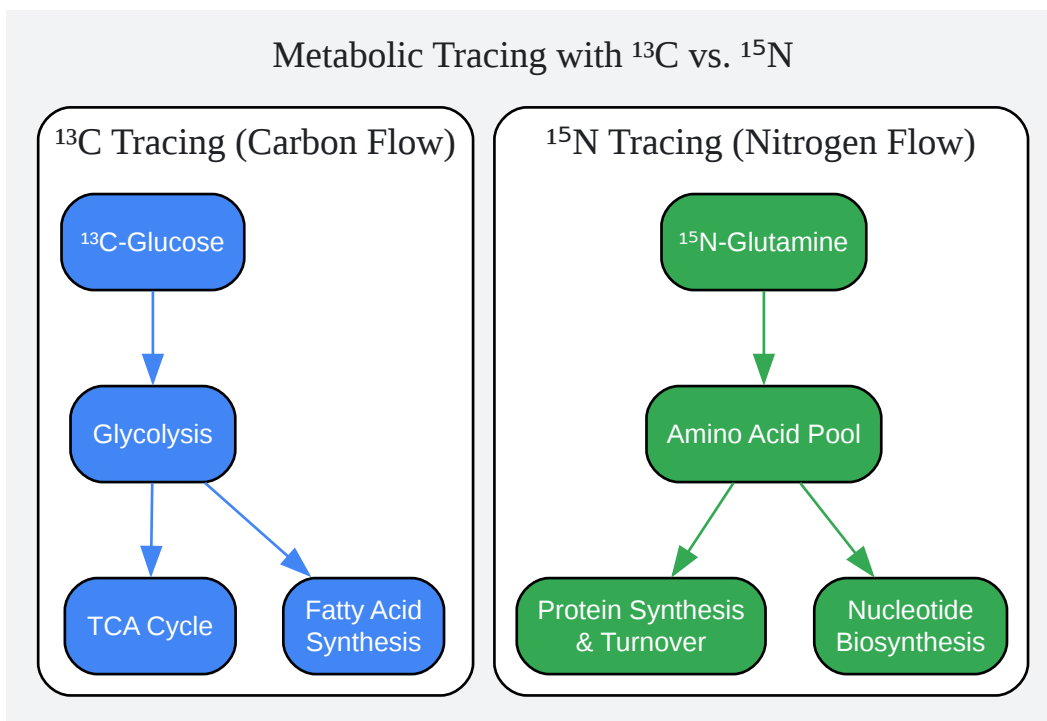 Metabolic Tracing with ¹³C vs. ¹⁵N
¹³C Tracing (Carbon Flow)
¹³C-Glucose
Glycolysis
TCA Cycle
Fatty Acid
Synthesis
¹⁵N Tracing (Nitrogen Flow)
¹⁵N-Glutamine
Amino Acid Pool
Protein Synthesis
& Turnover
Nucleotide
Biosynthesis